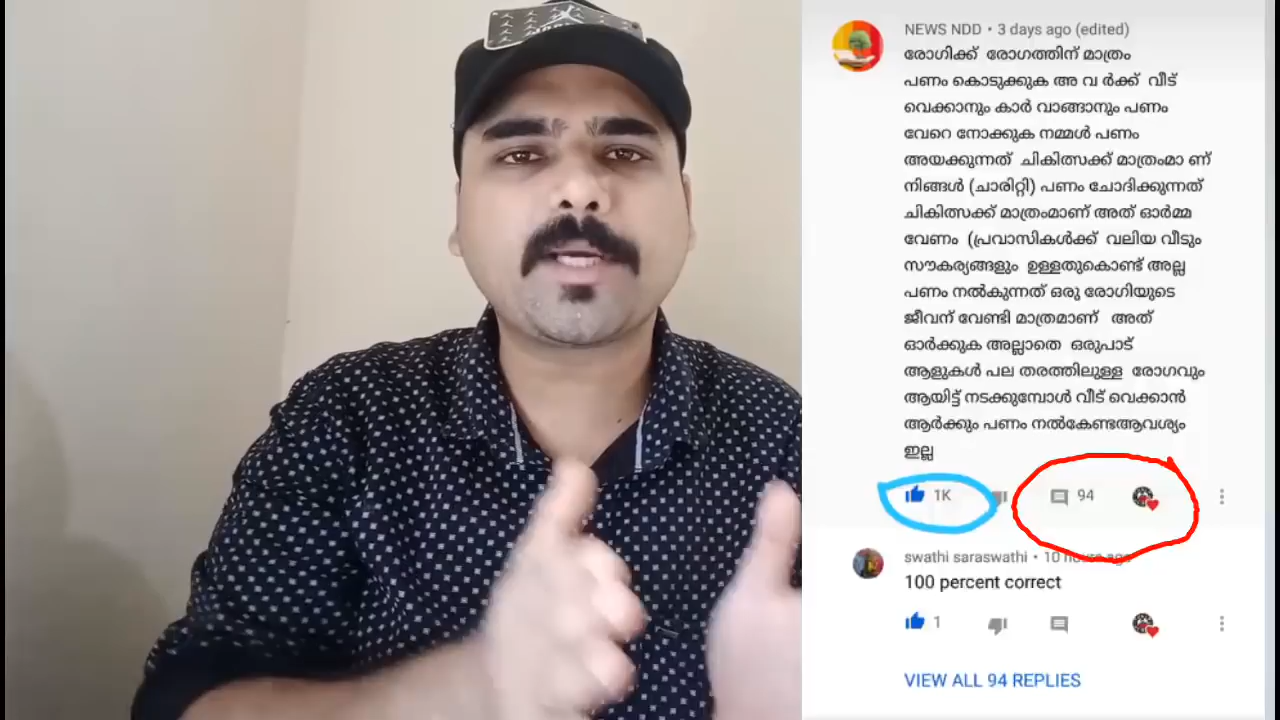 NEWS NDD • 3 days ago (edited)
രോഗിക്ക് രോഗത്തിന് മാത്രം
പണം കൊടുക്കുക അ വ ർക്ക് വീട്
വെക്കാനും കാർ വാങ്ങാനും പണം
വേറെ നോക്കുക നമ്മൾ പണം
അയക്കുന്നത് ചികിത്സക്ക് മാത്രംമാ ണ്
നിങ്ങൾ (ചാരിറ്റി) പണം ചോദിക്കുന്നത്
ചികിത്സക്ക് മാത്രംമാണ് അത് ഓർമ്മ
വേണം (പ്രവാസികൾക്ക് വലിയ വീടും
സൗകര്യങ്ങളും ഉള്ളതുകൊണ്ട് അല്ല
പണം നൽകുന്നത് ഒരു രോഗിയുടെ
ജീവന് വേണ്ടി മാത്രമാണ് അത്
ഓർക്കുക അല്ലാതെ ഒരുപാട്
ആളുകൾ പല തരത്തിലുള്ള രോഗവും
ആയിട്ട് നടക്കുമ്പോൾ വീട് വെക്കാൻ
ആർക്കും പണം നൽകേണ്ടആവശ്യം
ഇല്ല
1K 94
swathi saraswathi • 10 hours ago
100 percent correct
1
VIEW ALL 94 REPLIES